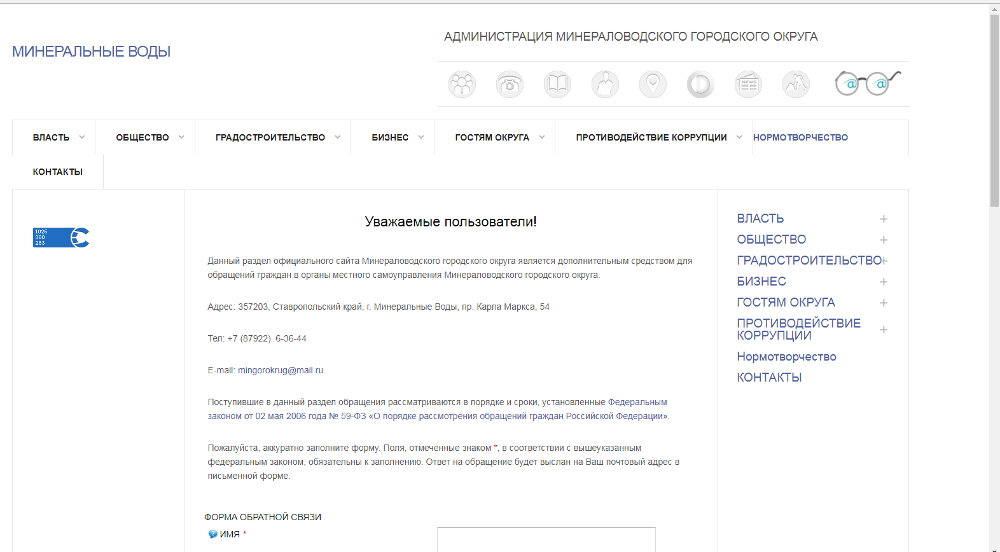 АДМИНИСТРАЦИЯ МИНЕРАЛОВОДСКОГО ГОРОДСКОГО ОКРУГА
МИНЕРАЛЬНЫЕ ВОДЫ
NEWS
@ @
ВЛАСТЬ ОБЩЕСТВО ГРАДОСТРОИТЕЛЬСТВО БИЗНЕС ГОСТЯМ ОКРУГА ПРОТИВОДЕЙСТВИЕ КОРРУПЦИИ НОРМОТВОРЧЕСТВО
КОНТАКТЫ
1026
300
283
Уважаемые пользователи!
Данный раздел официального сайта Минераловодского городского округа является дополнительным средством для
обращений граждан в органы местного самоуправления Минераловодского городского округа.
Адрес: 357203, Ставропольский край, г. Минеральные Воды, пр. Карла Маркса, 54
Тел: +7 (87922)  6-36-44
E-mail: mingorokrug@mail.ru
Поступившие в данный раздел обращения рассматриваются в порядке и сроки, установленные Федеральным
законом от 02 мая 2006 года № 59-ФЗ «О порядке рассмотрения обращений граждан Российской Федерации».
Пожалуйста, аккуратно заполните форму. Поля, отмеченные знаком *, в соответствии с вышеуказанным
федеральным законом, обязательны к заполнению. Ответ на обращение будет выслан на Ваш почтовый адрес в
письменной форме.
ФОРМА ОБРАТНОЙ СВЯЗИ
? ИМЯ *
ВЛАСТЬ +
ОБЩЕСТВО +
ГРАДОСТРОИТЕЛЬСТВО +
БИЗНЕС +
ГОСТЯМ ОКРУГА +
ПРОТИВОДЕЙСТВИЕ
КОРРУПЦИИ +
Нормотворчество
КОНТАКТЫ